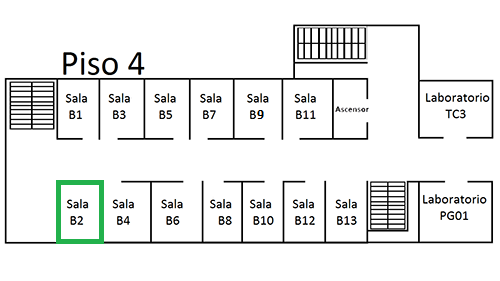 Piso 4
Sala
B1
Sala
B3
Sala
B5
Sala
B7
Sala
B9
Sala
B11
Ascensor
Laboratorio
TC3
Sala
B2
Sala
B4
Sala
B6
Sala
B8
Sala
B10
Sala
B12
Sala
B13
Laboratorio
PG01